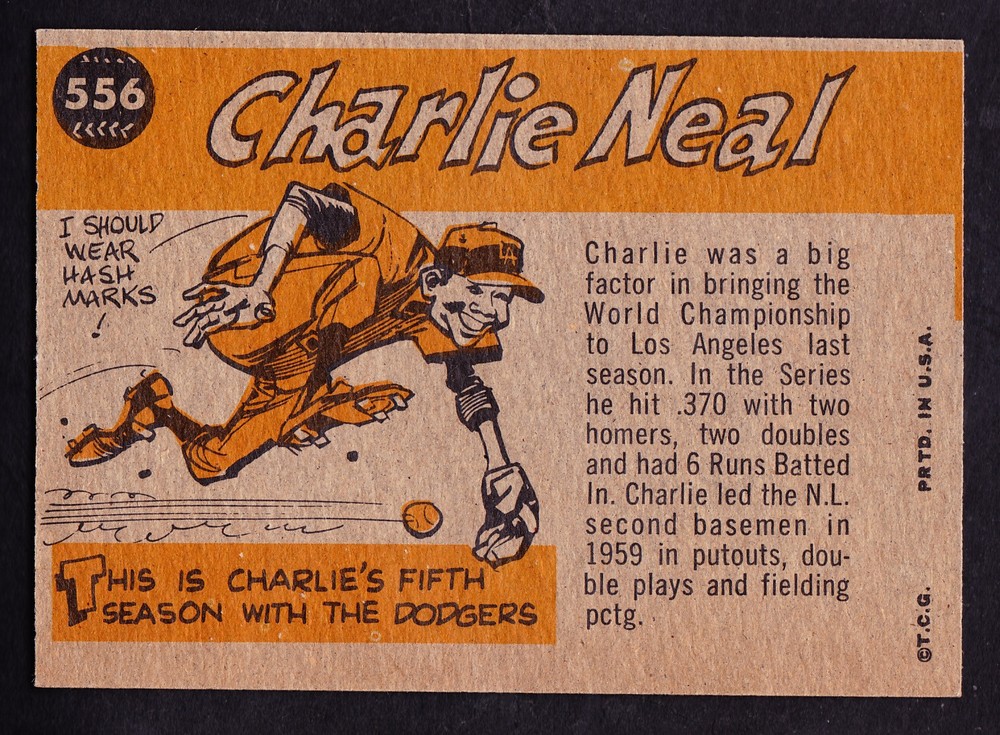 556
Charlie Neal
I SHOULD
WEAR
HASH
MARKS
!
LA
Charlie was a big
factor in bringing the
World Championship
to Los Angeles last
season. In the Series
he hit .370 with two
homers, two doubles
and had 6 Runs Batted
In. Charlie led the N.L.
second basemen in
1959 in putouts, dou-
ble plays and fielding
pctg.
THIS IS CHARLIE'S FIFTH
SEASON WITH THE DODGERS
©T.C.G. PRTD. IN U.S.A.